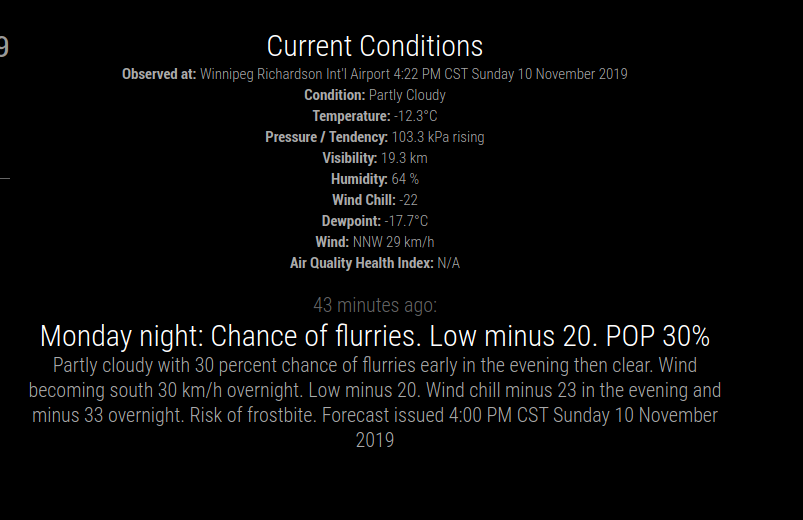 9
Current Conditions
Observed at: Winnipeg Richardson Int'l Airport 4:22 PM CST Sunday 10 November 2019
Condition: Partly Cloudy
Temperature: -12.3°C
Pressure / Tendency: 103.3 kPa rising
Visibility: 19.3 km
Humidity: 64 %
Wind Chill: -22
Dewpoint: -17.7°C
Wind: NNW 29 km/h
Air Quality Health Index: N/A
43 minutes ago:
Monday night: Chance of flurries. Low minus 20. POP 30%
Partly cloudy with 30 percent chance of flurries early in the evening then clear. Wind
becoming south 30 km/h overnight. Low minus 20. Wind chill minus 23 in the evening and
minus 33 overnight. Risk of frostbite. Forecast issued 4:00 PM CST Sunday 10 November
2019